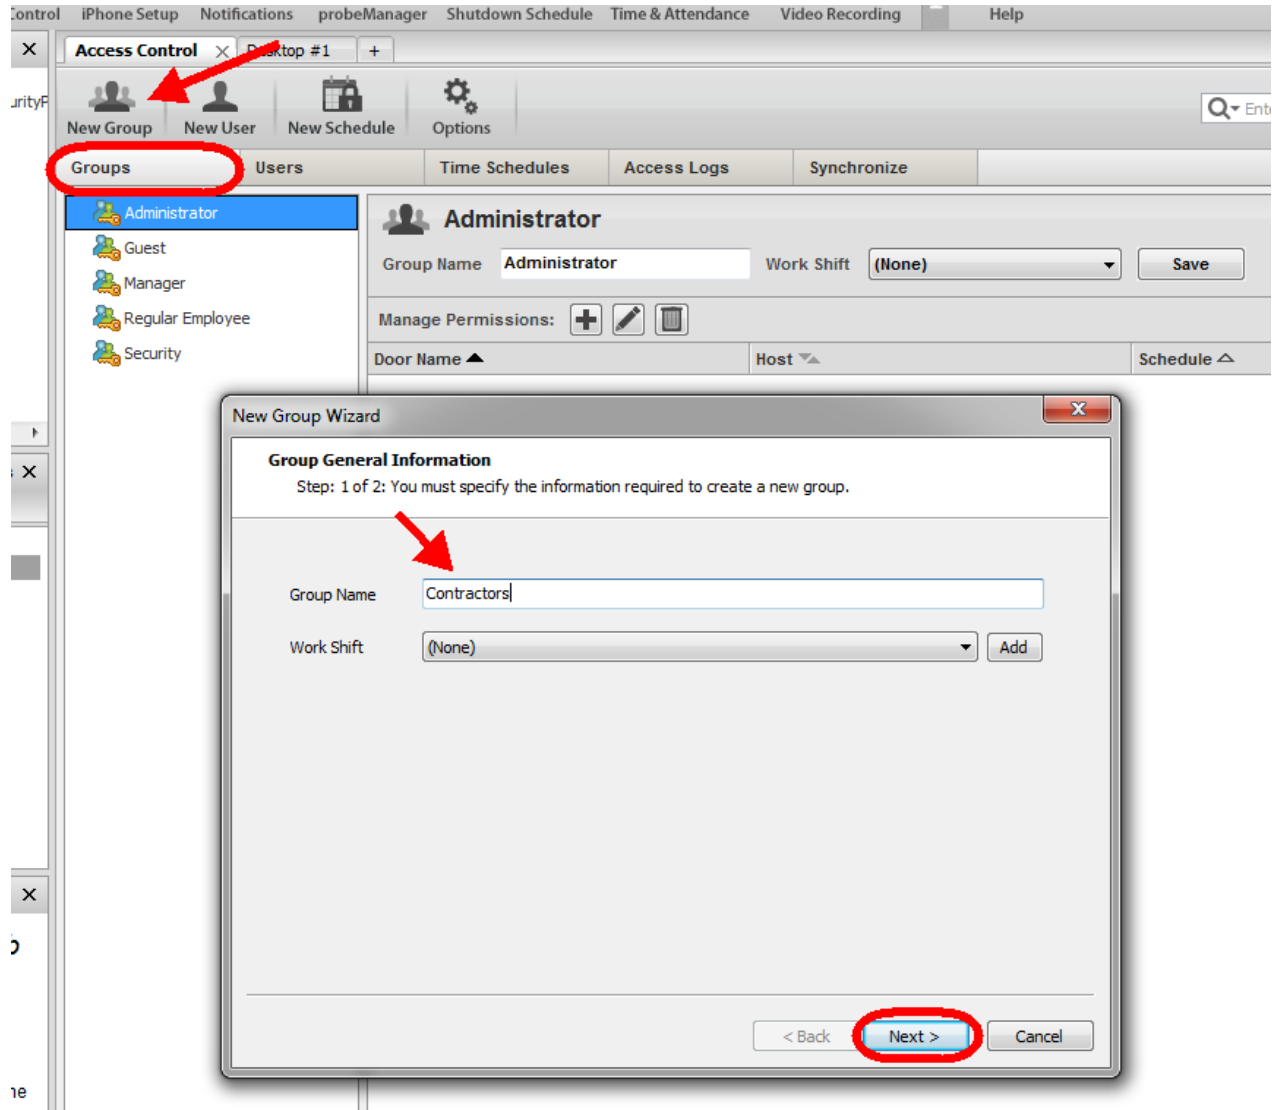 Control iPhone Setup Notifications probeManager Shutdown Schedule Time & Attendance Video Recording Help
Access Control Desktop #1 +
urityP
New Group New User New Schedule Options
Groups Users Time Schedules Access Logs Synchronize
Administrator
Guest
Manager
Regular Employee
Security
Administrator
Group Name Administrator Work Shift (None) Save
Manage Permissions:
Door Name Host Schedule
New Group Wizard
Group General Information
Step: 1 of 2: You must specify the information required to create a new group.
Group Name Contractors
Work Shift (None) Add
< Back Next > Cancel